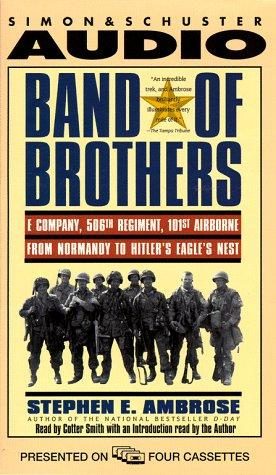 SIMON & SCHUSTER
AUDIO
BAND OF
"An incredible
trek, and Ambrose
brilliantly
illustrates every
mile of it."
—The Tampa Tribune
BROTHERS
E COMPANY, 506TH REGIMENT, 101ST AIRBORNE
FROM NORMANDY TO HITLER'S EAGLE'S NEST
STEPHEN E. AMBROSE
AUTHOR OF THE NATIONAL BESTSELLER D-DAY
Read by Cotter Smith with an Introduction read by the Author
PRESENTED ON FOUR CASSETTES